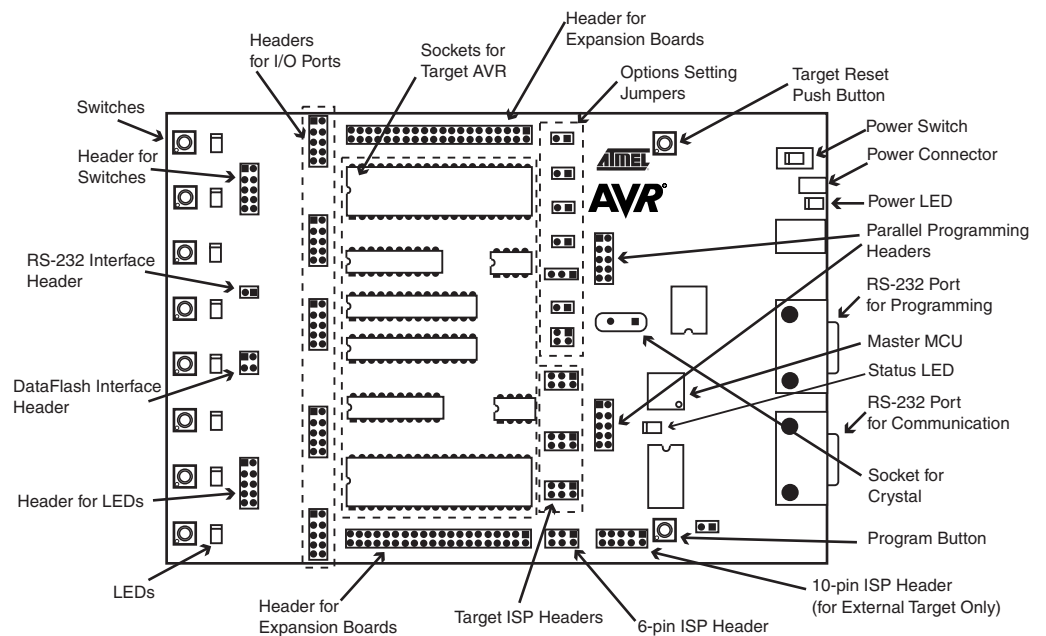 Header for
Expansion Boards
Headers
for I/O Ports
Sockets for
Target AVR
Options Setting
Jumpers
Target Reset
Push Button
Switches
Header for
Switches
Power Switch
Power Connector
Power LED
ATMEL
AVR®
Parallel Programming
Headers
RS-232 Interface
Header
RS-232 Port
for Programming
Master MCU
Status LED
DataFlash Interface
Header
RS-232 Port
for Communication
Socket for
Crystal
Header for LEDs
Program Button
LEDs
Header for
Expansion Boards
Target ISP Headers
6-pin ISP Header
10-pin ISP Header
(for External Target Only)